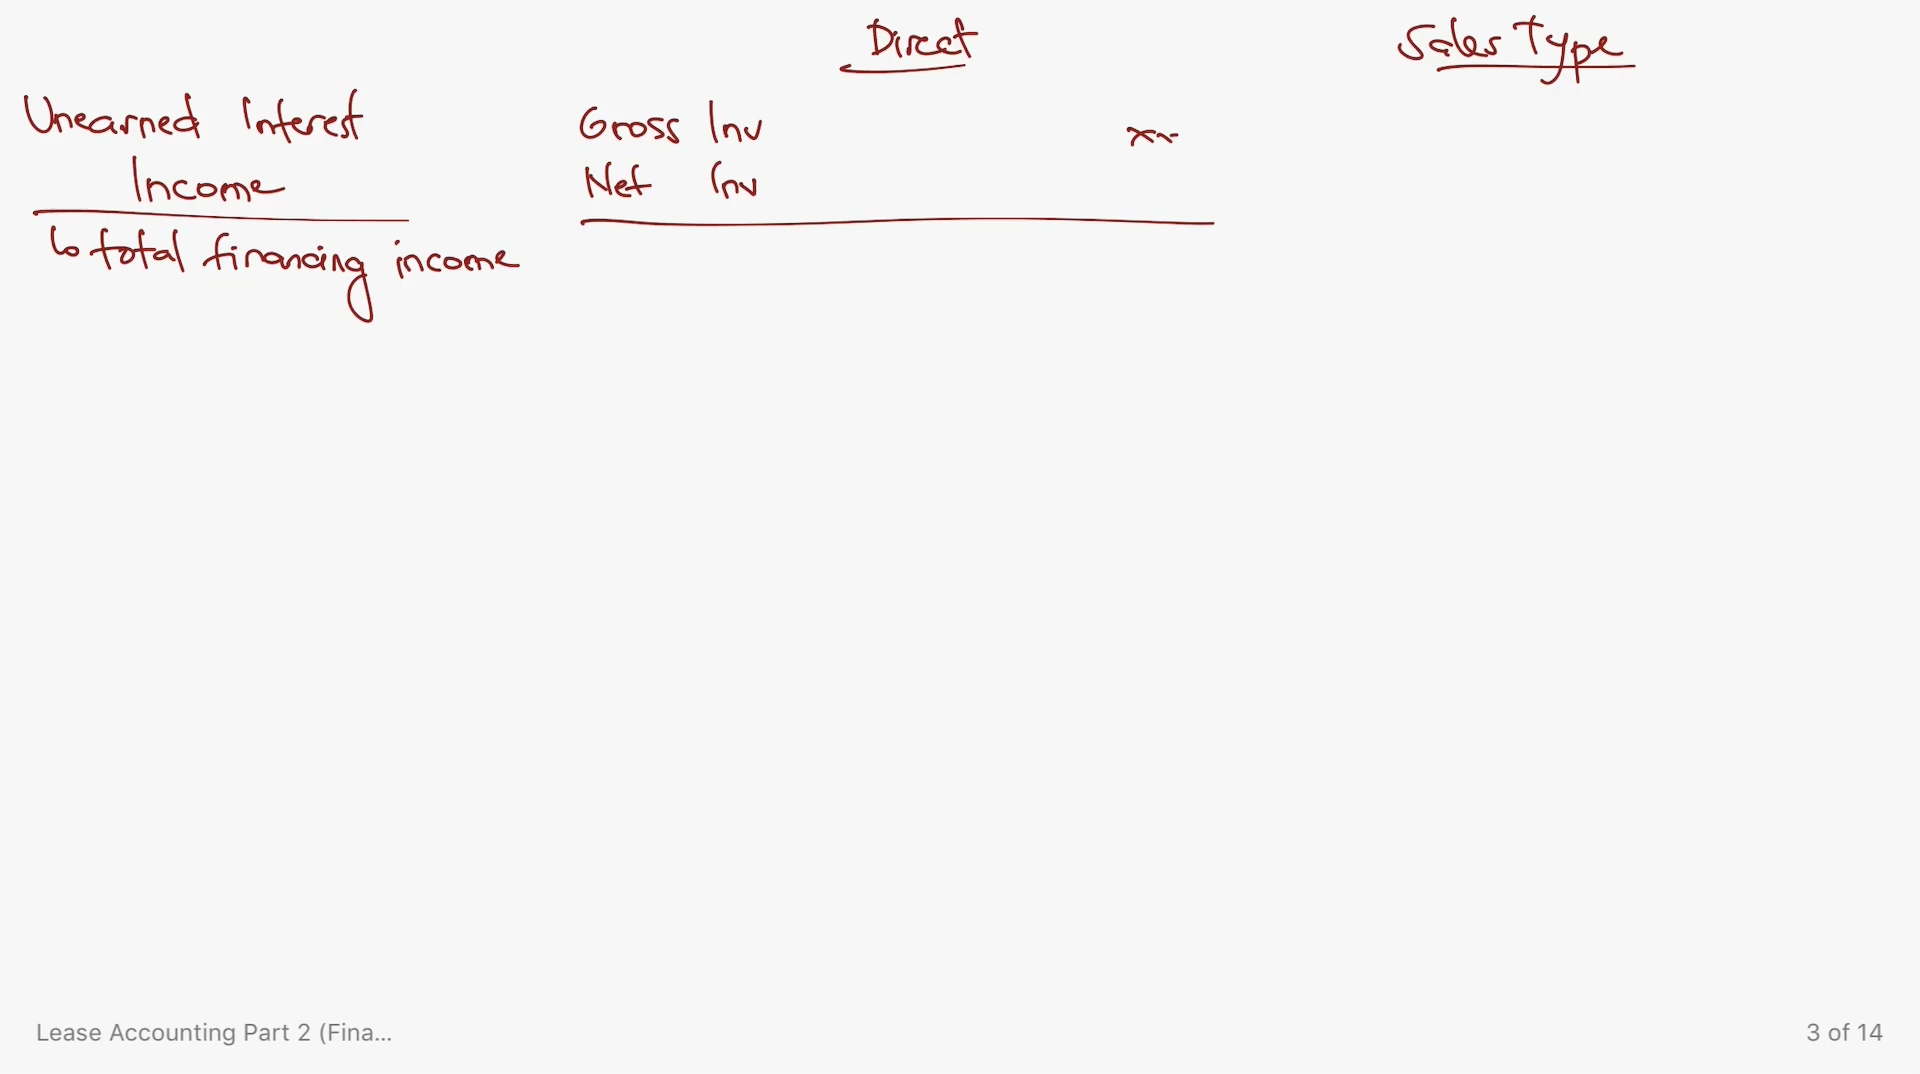 Direct
Sales Type
Unearned Interest
Income
↳ total financing income
Gross Inv xx
Net Inv
Lease Accounting Part 2 (Fina...
3 of 14